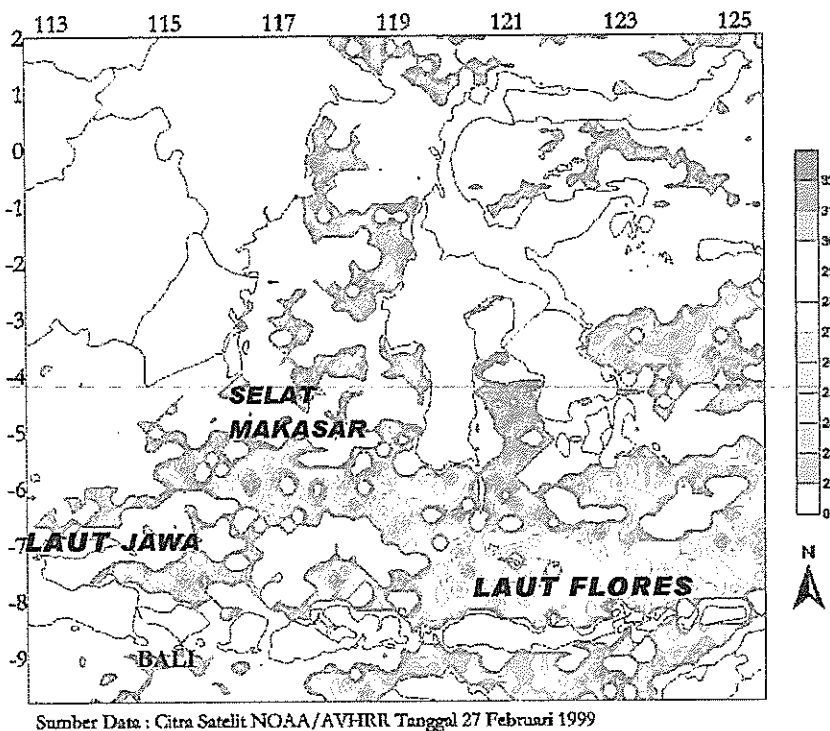 113 115 117 119 121 123 125
2
1
0
-1
-2
-3
-4
-5
-6
-7
-8
-9
SELAT
MAKASAR
LAUT JAWA
LAUT FLORES
BALI
0
N
Sumber Data : Citra Satelit NOAA/AVHRR Tanggal 27 Februari 1999